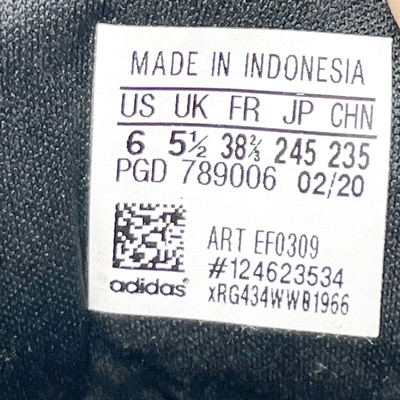 MADE IN INDONESIA
US UK FR JP CHN
6 5½ 38⅔ 245 235
PGD 789006 02/20
ART EF0309
#124623534
xRG434WW81966
adidas